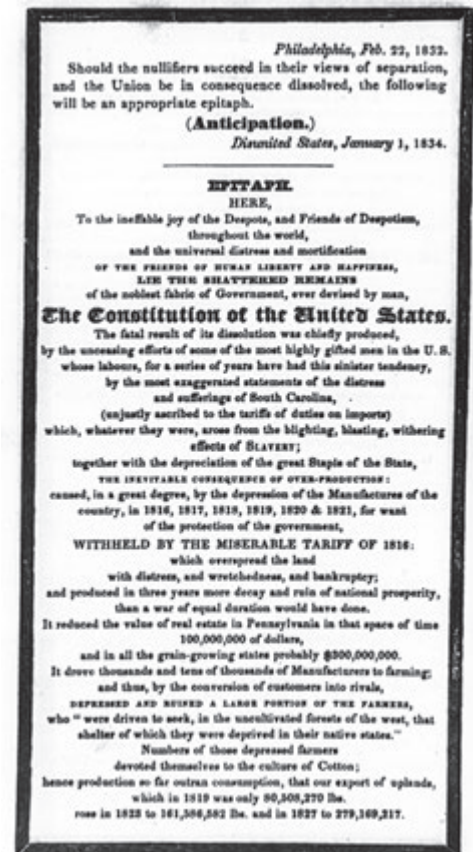 Philadelphia, Feb. 22, 1832.
Should the nullifiers succeed in their views of separation,
and the Union be in consequence dissolved, the following
will be an appropriate epitaph.
(Anticipation.)
Disunited States, January 1, 1834.
EPITAPH.
HERE,
To the ineffable joy of the Despots, and Friends of Despotism,
throughout the world,
and the universal distress and mortification
OF THE FRIENDS OF HUMAN LIBERTY AND HAPPINESS,
LIE THE SHATTERED REMAINS
of the noblest fabric of Government, ever devised by man,
The Constitution of the United States.
The fatal result of its dissolution was chiefly produced,
by the unceasing efforts of some of the most highly gifted men in the U. S.
whose labours, for a series of years have had this sinister tendency,
by the most exaggerated statements of the distress
and sufferings of South Carolina,
(unjustly ascribed to the tariffs of duties on imports)
which, whatever they were, arose from the blighting, blasting, withering
effects of SLAVERY;
together with the depreciation of the great Staple of the State,
THE INEVITABLE CONSEQUENCE OF OVER-PRODUCTION:
caused, in a great degree, by the depression of the Manufactures of the
country, in 1816, 1817, 1818, 1819, 1820 & 1821, for want
of the protection of the government,
WITHHELD BY THE MISERABLE TARIFF OF 1816:
which overspread the land
with distress, and wretchedness, and bankruptcy;
and produced in three years more decay and ruin of national prosperity,
than a war of equal duration would have done.
It reduced the value of real estate in Pennsylvania in that space of time
100,000,000 of dollars,
and in all the grain-growing states probably $300,000,000.
It drove thousands and tens of thousands of Manufacturers to farming;
and thus, by the conversion of customers into rivals,
DEPRESSED AND RUINED A LARGE PORTION OF THE FARMERS,
who "were driven to seek, in the uncultivated forests of the west, that
shelter of which they were deprived in their native states."
Numbers of those depressed farmers
devoted themselves to the culture of Cotton;
hence production so far outran consumption, that our export of uplands,
which in 1819 was only 80,508,270 lbs.
rose in 1823 to 161,586,582 lbs. and in 1827 to 279,169,317.